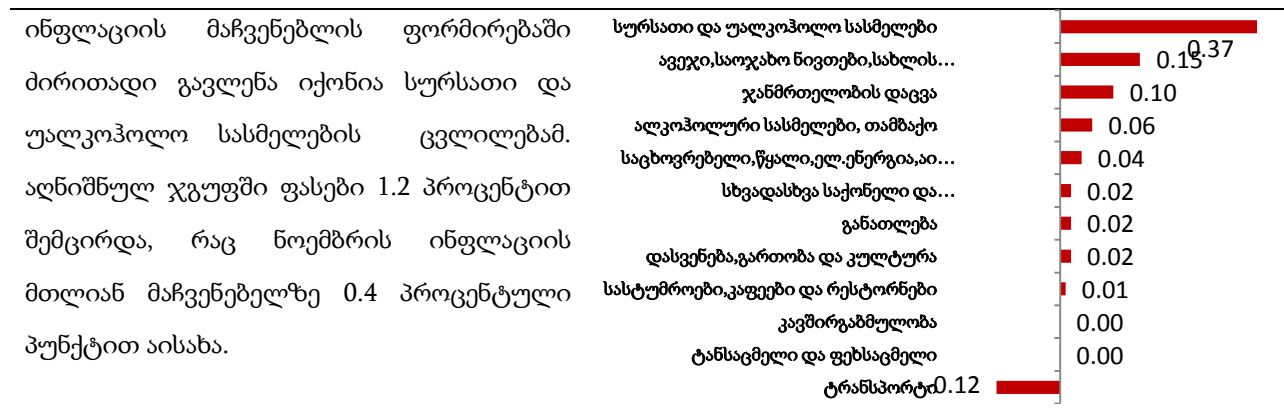 ინფლაციის მაჩვენებლის ფორმირებაში
ძირითადი გავლენა იქონია სურსათი და
უალკოჰოლო სასმელების ცვლილებამ.
აღნიშნულ ჯგუფში ფასები 1.2 პროცენტით
შემცირდა, რაც ნოემბრის ინფლაციის
მთლიან მაჩვენებელზე 0.4 პროცენტული
პუნქტით აისახა.
სურსათი და უალკოჰოლო სასმელები 0.37
ავეჯი,საოჯახო ნივთები,სახლის… 0.15
ჯანმრთელობის დაცვა 0.10
ალკოჰოლური სასმელები, თამბაქო 0.06
საცხოვრებელი,წყალი,ელ.ენერგია,აი… 0.04
სხვადასხვა საქონელი და… 0.02
განათლება 0.02
დასვენება,გართობა და კულტურა 0.02
სასტუმროები,კაფეები და რესტორნები 0.01
კავშირგაბმულობა 0.00
ტანსაცმელი და ფეხსაცმელი 0.00
ტრანსპორტი 0.12